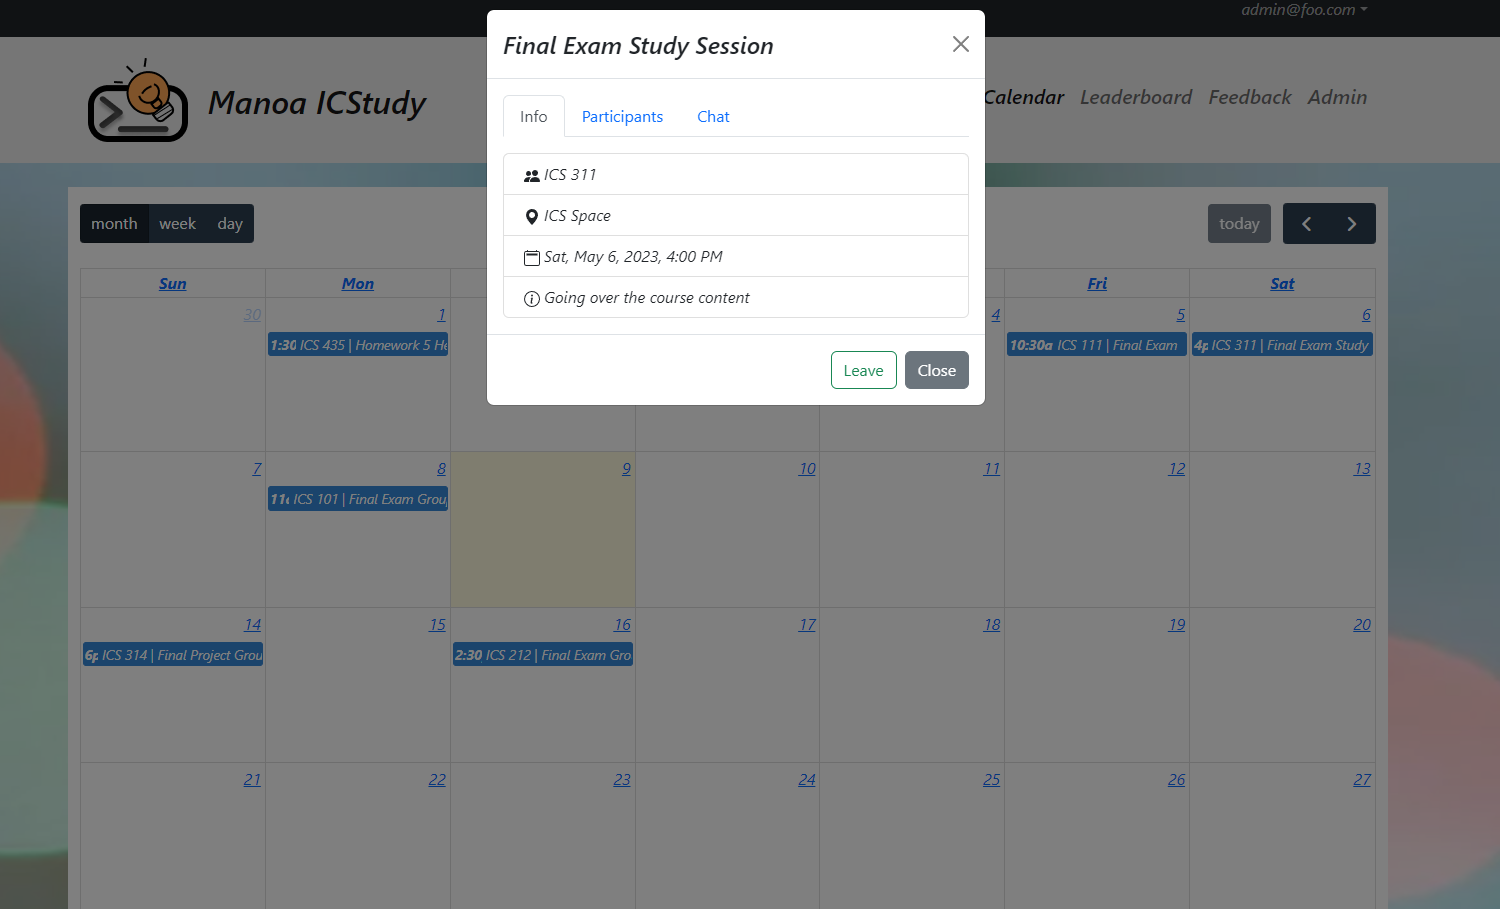 admin@foo.com
Manoa ICStudy
Calendar Leaderboard Feedback Admin
Final Exam Study Session
Info Participants Chat
ICS 311
ICS Space
Sat, May 6, 2023, 4:00 PM
Going over the course content
Leave Close
month week day
today
Sun Mon Fri Sat
30 1 4 5 6
1:30 ICS 435 | Homework 5 He
10:30a ICS 111 | Final Exam
4p ICS 311 | Final Exam Study
7 8 9 10 11 12 13
11a ICS 101 | Final Exam Grou
14 15 16 17 18 19 20
6p ICS 314 | Final Project Grou
2:30 ICS 212 | Final Exam Gro
21 22 23 24 25 26 27